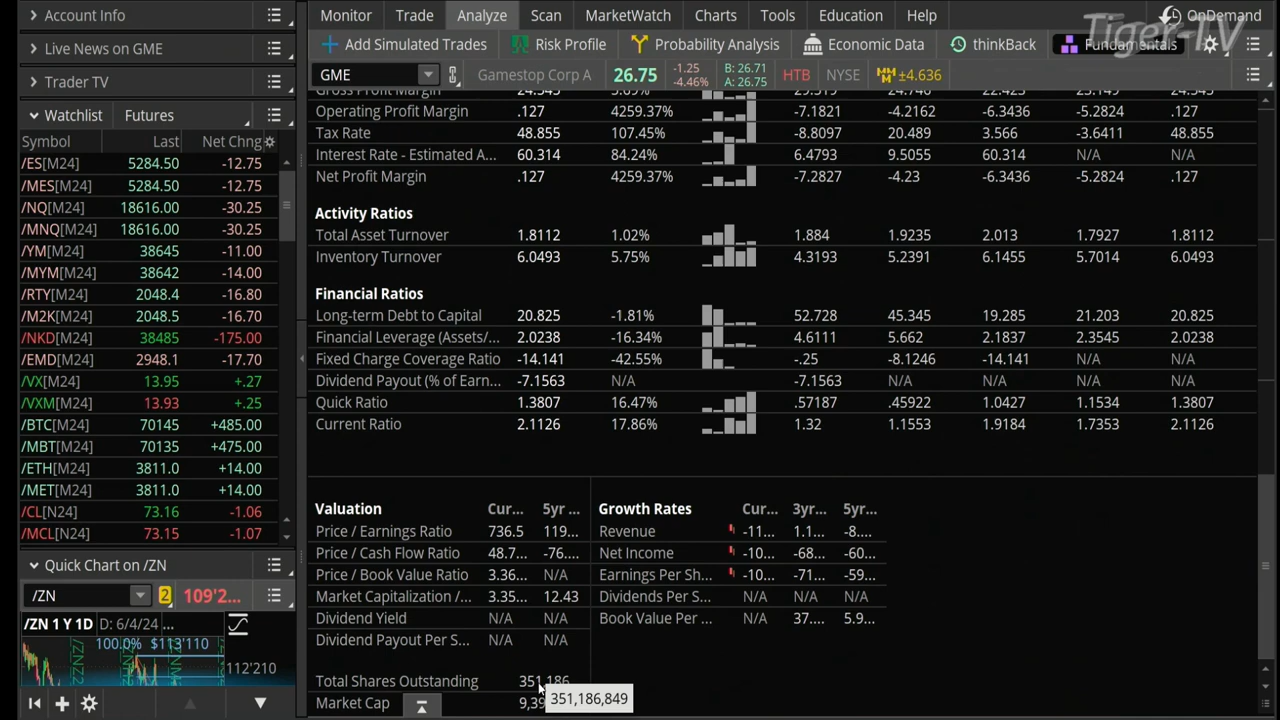 Account Info
Live News on GME
Trader TV
Watchlist Futures
Symbol Last Net Chng
/ES[M24] 5284.50 -12.75
/MES[M24] 5284.50 -12.75
/NQ[M24] 18616.00 -30.25
/MNQ[M24] 18616.00 -30.25
/YM[M24] 38645 -11.00
/MYM[M24] 38642 -14.00
/RTY[M24] 2048.4 -16.80
/M2K[M24] 2048.5 -16.70
/NKD[M24] 38485 -175.00
/EMD[M24] 2948.1 -17.70
/VX[M24] 13.95 +.27
/VXM[M24] 13.93 +.25
/BTC[M24] 70145 +485.00
/MBT[M24] 70135 +475.00
/ETH[M24] 3811.0 +14.00
/MET[M24] 3811.0 +14.00
/CL[N24] 73.16 -1.06
/MCL[N24] 73.15 -1.07
Quick Chart on /ZN
/ZN 2 109'2...
/ZN 1 Y 1D D: 6/4/24 ...
100.0% $113'110
112'210
Monitor Trade Analyze Scan MarketWatch Charts Tools Education Help Tiger-TV OnDemand
Add Simulated Trades Risk Profile Probability Analysis Economic Data thinkBack Fundamentals
GME Gamestop Corp A 26.75 -1.25 -4.46% B: 26.71 A: 26.75 HTB NYSE ±4.636
Gross Profit Margin
Operating Profit Margin .127 4259.37% -7.1821 -4.2162 -6.3436 -5.2824 .127
Tax Rate 48.855 107.45% -8.8097 20.489 3.566 -3.6411 48.855
Interest Rate - Estimated A... 60.314 84.24% 6.4793 9.5055 60.314 N/A N/A
Net Profit Margin .127 4259.37% -7.2827 -4.23 -6.3436 -5.2824 .127
Activity Ratios
Total Asset Turnover 1.8112 1.02% 1.884 1.9235 2.013 1.7927 1.8112
Inventory Turnover 6.0493 5.75% 4.3193 5.2391 6.1455 5.7014 6.0493
Financial Ratios
Long-term Debt to Capital 20.825 -1.81% 52.728 45.345 19.285 21.203 20.825
Financial Leverage (Assets/... 2.0238 -16.34% 4.6111 5.662 2.1837 2.3545 2.0238
Fixed Charge Coverage Ratio -14.141 -42.55% -.25 -8.1246 -14.141 N/A N/A
Dividend Payout (% of Earn... -7.1563 N/A -7.1563 N/A N/A N/A N/A
Quick Ratio 1.3807 16.47% .57187 .45922 1.0427 1.1534 1.3807
Current Ratio 2.1126 17.86% 1.32 1.1553 1.9184 1.7353 2.1126
Valuation Cur... 5yr ...
Price / Earnings Ratio 736.5 119...
Price / Cash Flow Ratio 48.7... -76....
Price / Book Value Ratio 3.36... N/A
Market Capitalization /... 3.35... 12.43
Dividend Yield N/A N/A
Dividend Payout Per S... N/A N/A
Growth Rates Cur... 3yr... 5yr...
Revenue -11... 1.1... -8....
Net Income -10... -68... -60...
Earnings Per Sh... -10... -71... -59...
Dividends Per S... N/A N/A N/A
Book Value Per ... N/A 37.... 5.9...
Total Shares Outstanding 351,186
351,186,849
Market Cap 9,39